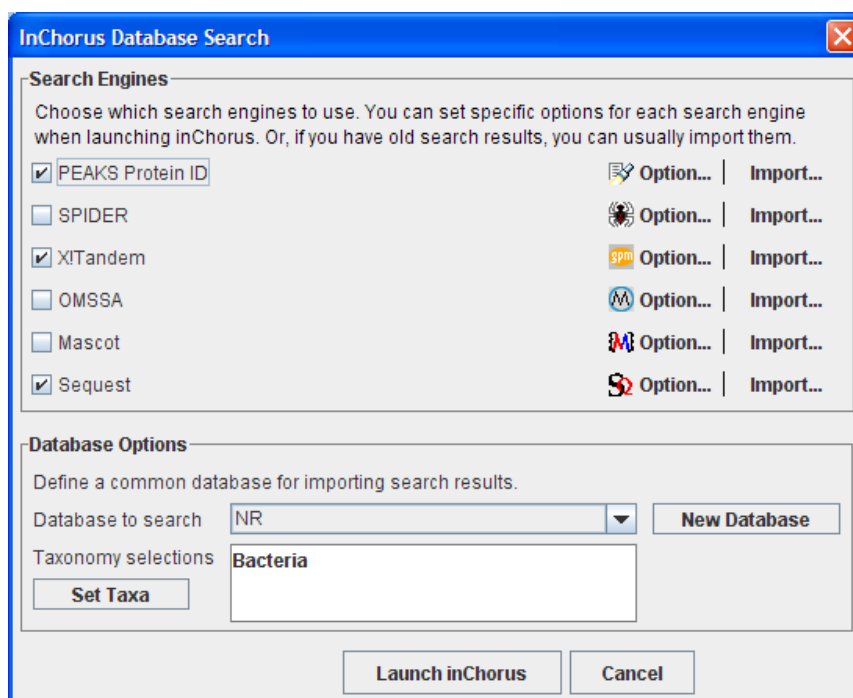 InChorus Database Search
Search Engines
Choose which search engines to use. You can set specific options for each search engine
when launching inChorus. Or, if you have old search results, you can usually import them.
PEAKS Protein ID Option... Import...
SPIDER Option... Import...
X!Tandem gpm Option... Import...
OMSSA Option... Import...
Mascot Option... Import...
Sequest Option... Import...
Database Options
Define a common database for importing search results.
Database to search NR New Database
Taxonomy selections Bacteria
Set Taxa
Launch inChorus Cancel